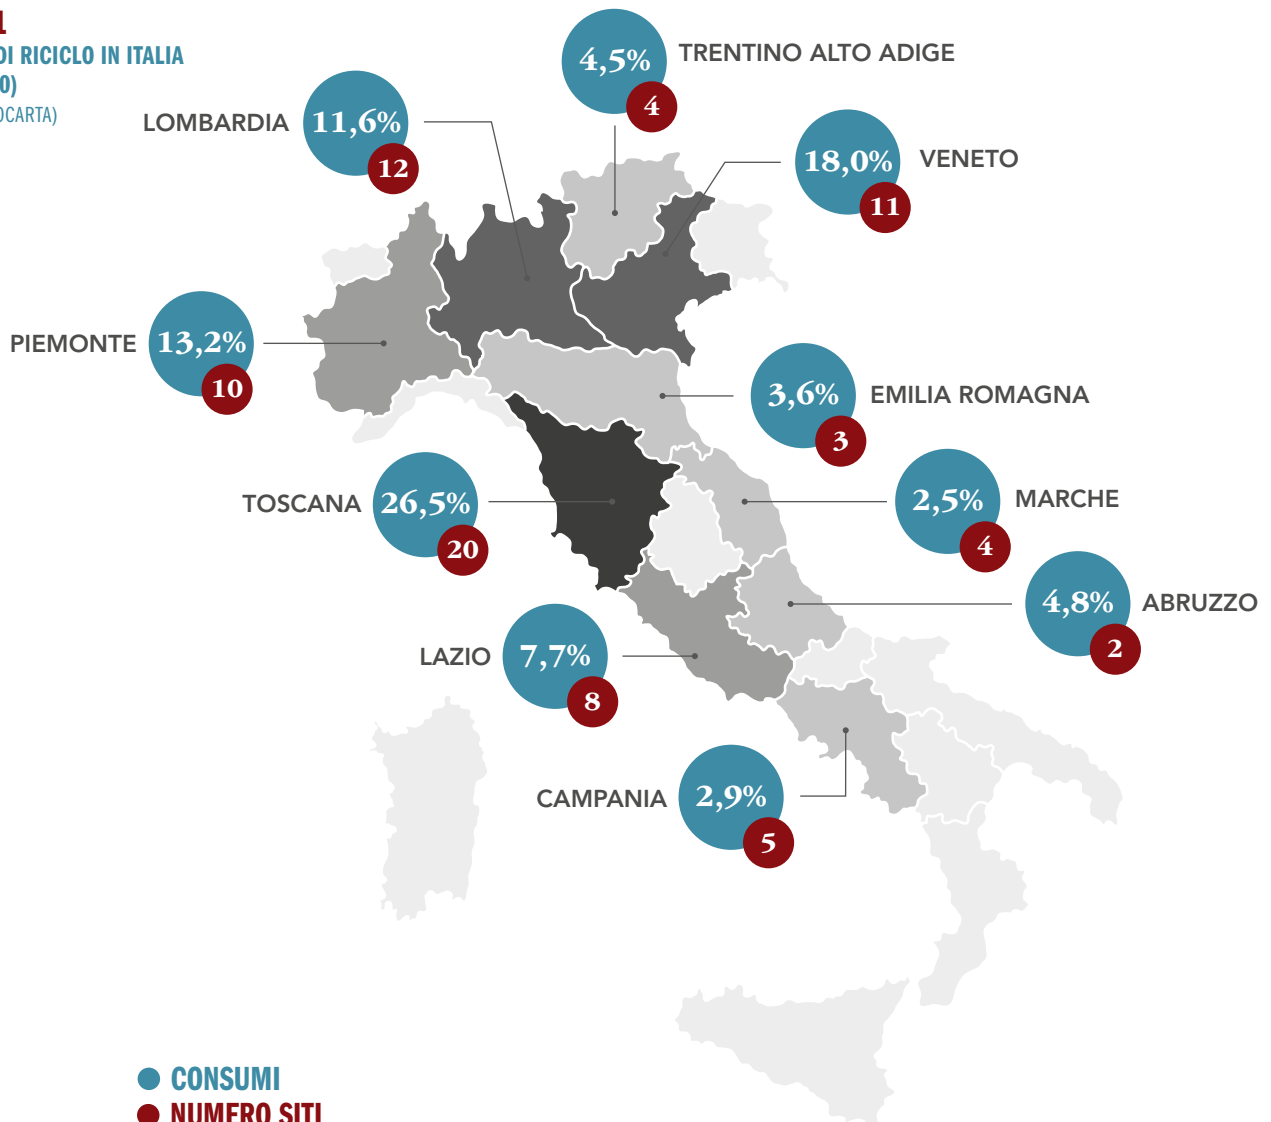 1
DI RICICLO IN ITALIA
0)
OCARTA)
4,5%
TRENTINO ALTO ADIGE
4
LOMBARDIA
11,6%
12
18,0%
VENETO
11
PIEMONTE
13,2%
10
3,6%
EMILIA ROMAGNA
3
TOSCANA
26,5%
20
2,5%
MARCHE
4
4,8%
ABRUZZO
2
LAZIO
7,7%
8
CAMPANIA
2,9%
5
CONSUMI
NUMERO SITI